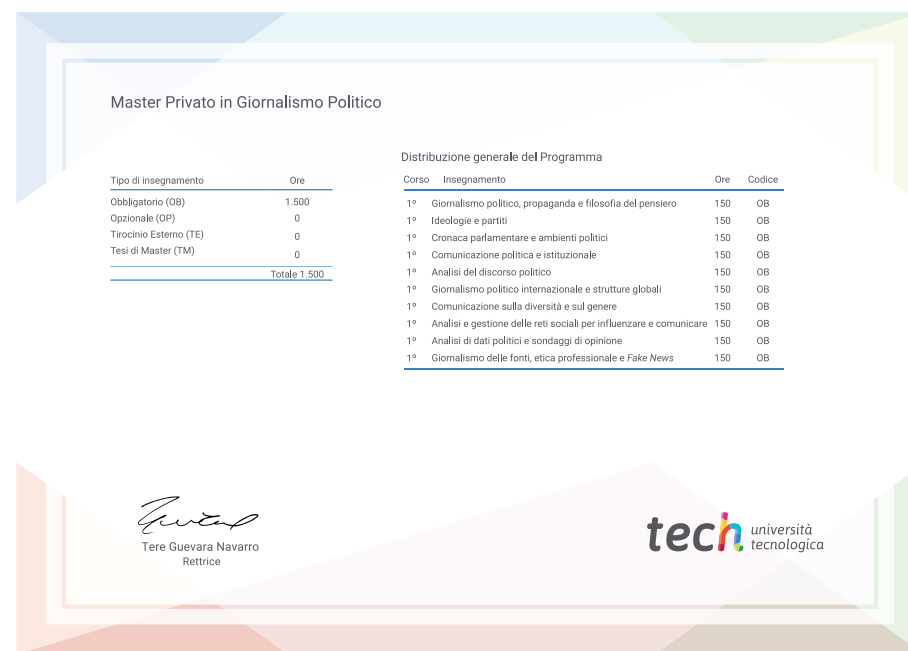 Master Privato in Giornalismo Politico
Tipo di insegnamento Ore
Obbligatorio (OB) 1.500
Opzionale (OP) 0
Tirocinio Esterno (TE) 0
Tesi di Master (TM) 0
Totale 1.500
Distribuzione generale del Programma
Corso Insegnamento Ore Codice
1º Giornalismo politico, propaganda e filosofia del pensiero 150 OB
1º Ideologie e partiti 150 OB
1º Cronaca parlamentare e ambienti politici 150 OB
1º Comunicazione politica e istituzionale 150 OB
1º Analisi del discorso politico 150 OB
1º Giornalismo politico internazionale e strutture globali 150 OB
1º Comunicazione sulla diversità e sul genere 150 OB
1º Analisi e gestione delle reti sociali per influenzare e comunicare 150 OB
1º Analisi di dati politici e sondaggi di opinione 150 OB
1º Giornalismo delle fonti, etica professionale e Fake News 150 OB
Tere Guevara Navarro
Rettrice
tech università
tecnologica